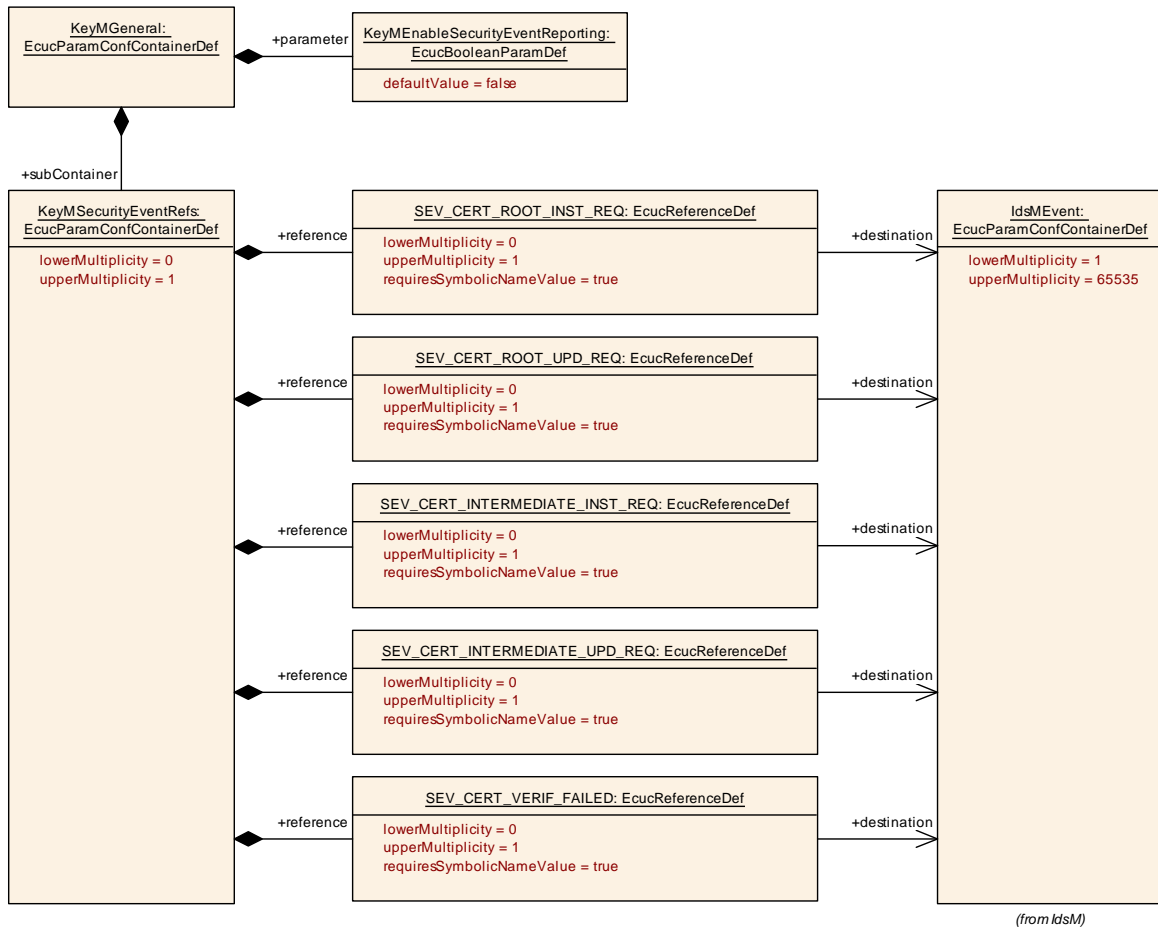 KeyMGeneral:
EcucParamConfContainerDef
+parameter
KeyMEnableSecurityEventReporting:
EcucBooleanParamDef
defaultValue = false
+subContainer
KeyMSecurityEventRefs:
EcucParamConfContainerDef
lowerMultiplicity = 0
upperMultiplicity = 1
+reference
SEV_CERT_ROOT_INST_REQ: EcucReferenceDef
lowerMultiplicity = 0
upperMultiplicity = 1
requiresSymbolicNameValue = true
+destination
IdsMEvent:
EcucParamConfContainerDef
lowerMultiplicity = 1
upperMultiplicity = 65535
+reference
SEV_CERT_ROOT_UPD_REQ: EcucReferenceDef
lowerMultiplicity = 0
upperMultiplicity = 1
requiresSymbolicNameValue = true
+destination
+reference
SEV_CERT_INTERMEDIATE_INST_REQ: EcucReferenceDef
lowerMultiplicity = 0
upperMultiplicity = 1
requiresSymbolicNameValue = true
+destination
+reference
SEV_CERT_INTERMEDIATE_UPD_REQ: EcucReferenceDef
lowerMultiplicity = 0
upperMultiplicity = 1
requiresSymbolicNameValue = true
+destination
+reference
SEV_CERT_VERIF_FAILED: EcucReferenceDef
lowerMultiplicity = 0
upperMultiplicity = 1
requiresSymbolicNameValue = true
+destination
(from IdsM)